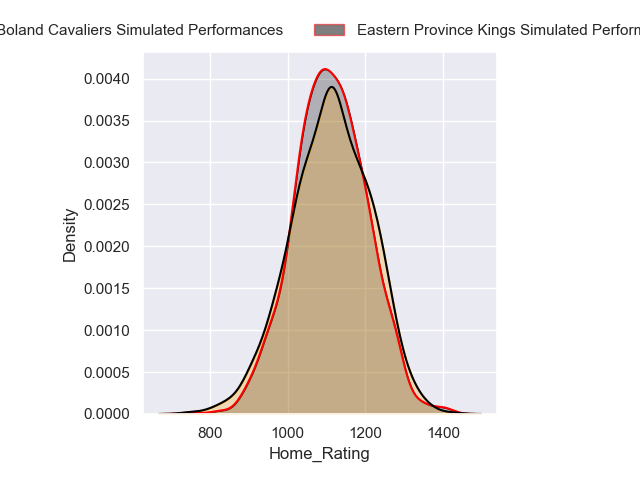 Boland Cavaliers Simulated Performances
Eastern Province Kings Simulated
0.0040
0.0035
0.0030
0.0025
0.0020
0.0015
0.0010
0.0005
0.0000
Density
800 1000 1200 1400
Home_Rating